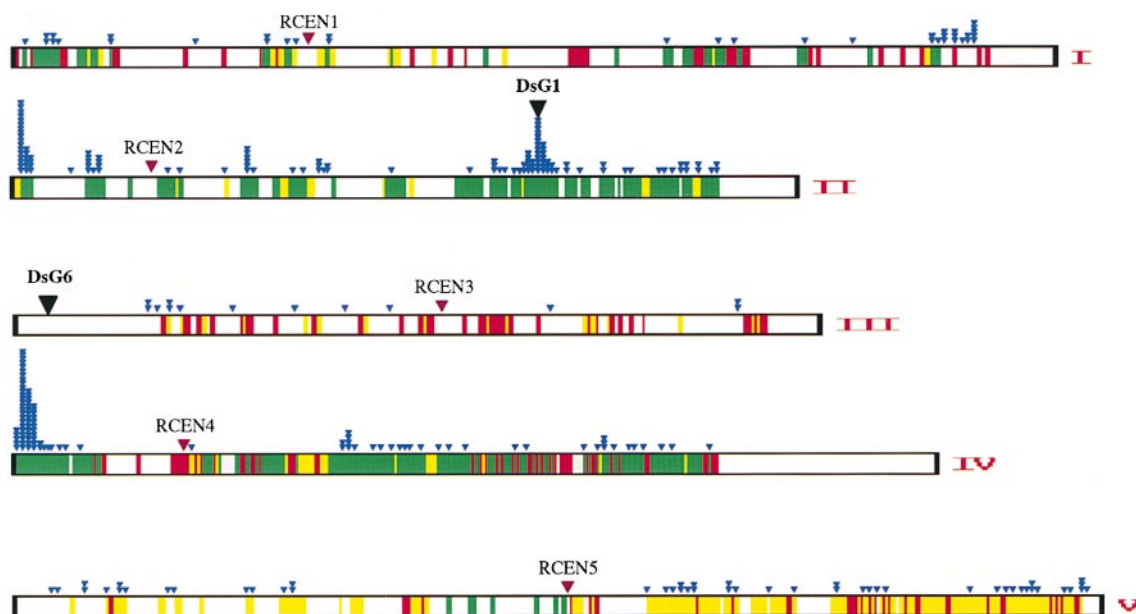 RCEN1
I
DsG1
RCEN2
II
DsG6
RCEN3
III
RCEN4
IV
RCEN5
V